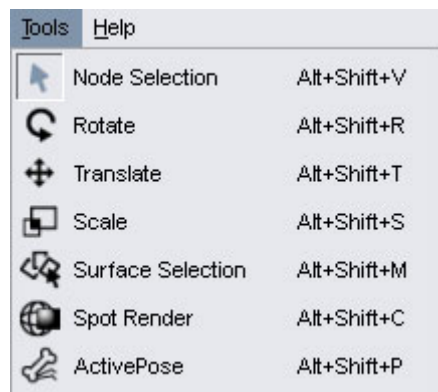 Tools Help
Node Selection Alt+Shift+V
Rotate Alt+Shift+R
Translate Alt+Shift+T
Scale Alt+Shift+S
Surface Selection Alt+Shift+M
Spot Render Alt+Shift+C
ActivePose Alt+Shift+P